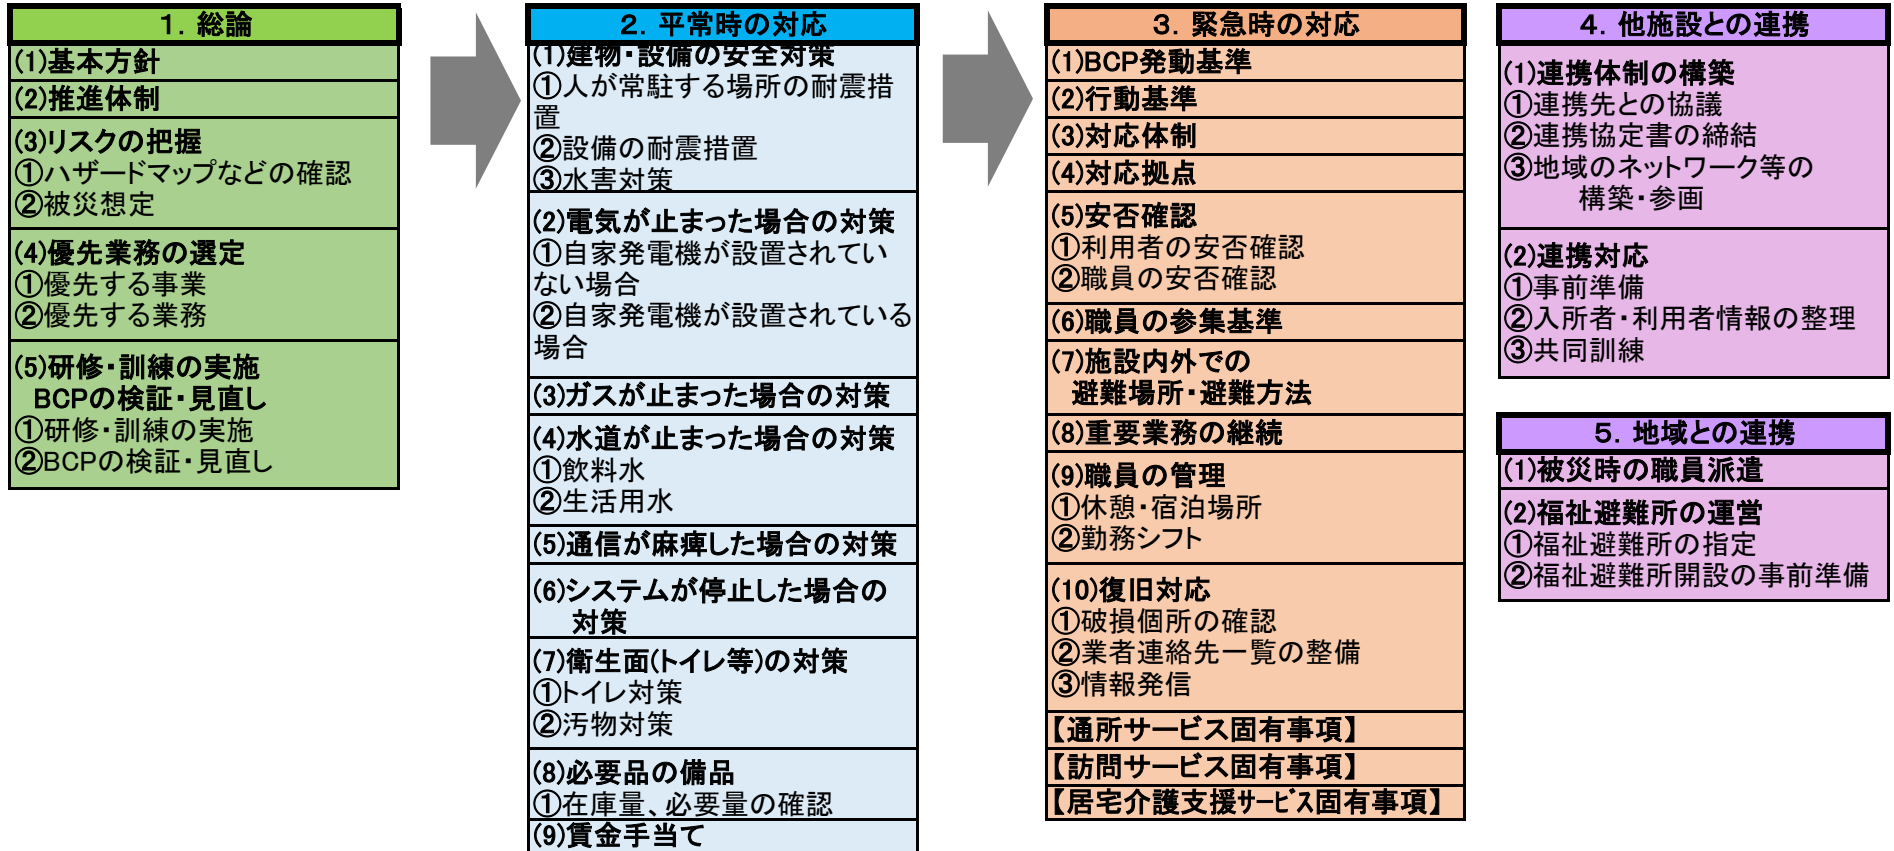 １．総論
(1)基本方針
(2)推進体制
(3)リスクの把握
①ハザードマップなどの確認
②被災想定
(4)優先業務の選定
①優先する事業
②優先する業務
(5)研修・訓練の実施
BCPの検証・見直し
①研修・訓練の実施
②BCPの検証・見直し
２．平常時の対応
(1)建物・設備の安全対策
①人が常駐する場所の耐震措
置
②設備の耐震措置
③水害対策
(2)電気が止まった場合の対策
①自家発電機が設置されてい
ない場合
②自家発電機が設置されている
場合
(3)ガスが止まった場合の対策
(4)水道が止まった場合の対策
①飲料水
②生活用水
(5)通信が麻痺した場合の対策
(6)システムが停止した場合の
対策
(7)衛生面(トイレ等)の対策
①トイレ対策
②汚物対策
(8)必要品の備品
①在庫量、必要量の確認
(9)賃金手当て
３．緊急時の対応
(1)BCP発動基準
(2)行動基準
(3)対応体制
(4)対応拠点
(5)安否確認
①利用者の安否確認
②職員の安否確認
(6)職員の参集基準
(7)施設内外での
避難場所・避難方法
(8)重要業務の継続
(9)職員の管理
①休憩・宿泊場所
②勤務シフト
(10)復旧対応
①破損個所の確認
②業者連絡先一覧の整備
③情報発信
【通所サービス固有事項】
【訪問サービス固有事項】
【居宅介護支援サービス固有事項】
４．他施設との連携
(1)連携体制の構築
①連携先との協議
②連携協定書の締結
③地域のネットワーク等の
構築・参画
(2)連携対応
①事前準備
②入所者・利用者情報の整理
③共同訓練
５．地域との連携
(1)被災時の職員派遣
(2)福祉避難所の運営
①福祉避難所の指定
②福祉避難所開設の事前準備